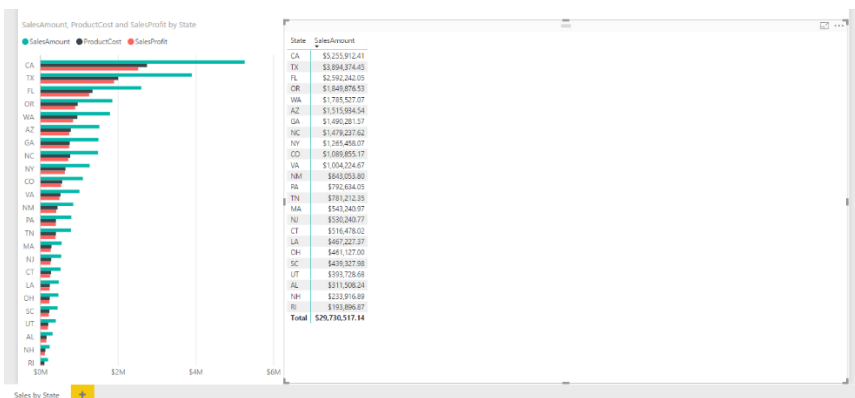 SalesAmount, ProductCost and SalesProfit by State
SalesAmount ProductCost SalesProfit
CA
TX
FL
OR
WA
AZ
GA
NC
NY
CO
VA
NM
PA
TN
MA
NJ
CT
LA
OH
SC
UT
AL
NH
RI
$0M $2M $4M $6M
State SalesAmount
CA $5,255,912.41
TX $3,894,374.45
FL $2,592,242.05
OR $1,849,876.53
WA $1,785,527.07
AZ $1,515,934.54
GA $1,490,281.57
NC $1,479,237.62
NY $1,265,458.07
CO $1,089,855.17
VA $1,004,224.67
NM $843,053.80
PA $792,634.05
TN $781,212.35
MA $543,240.97
NJ $530,240.77
CT $516,478.02
LA $467,227.37
OH $461,127.00
SC $439,327.98
UT $393,728.68
AL $311,508.24
NH $233,916.89
RI $193,896.87
Total $29,730,517.14
Sales by State +